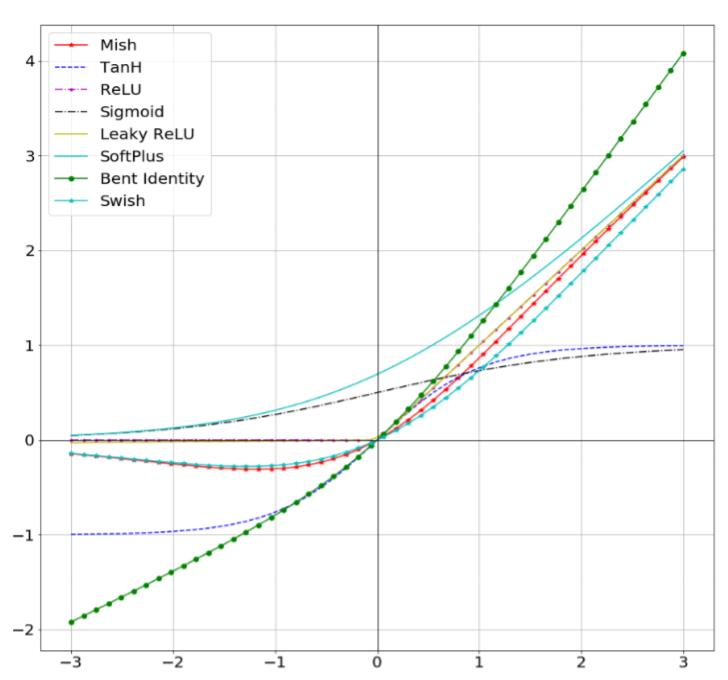 Mish
TanH
ReLU
Sigmoid
Leaky ReLU
SoftPlus
Bent Identity
Swish
4
3
2
1
0
−1
−2
−3 −2 −1 0 1 2 3